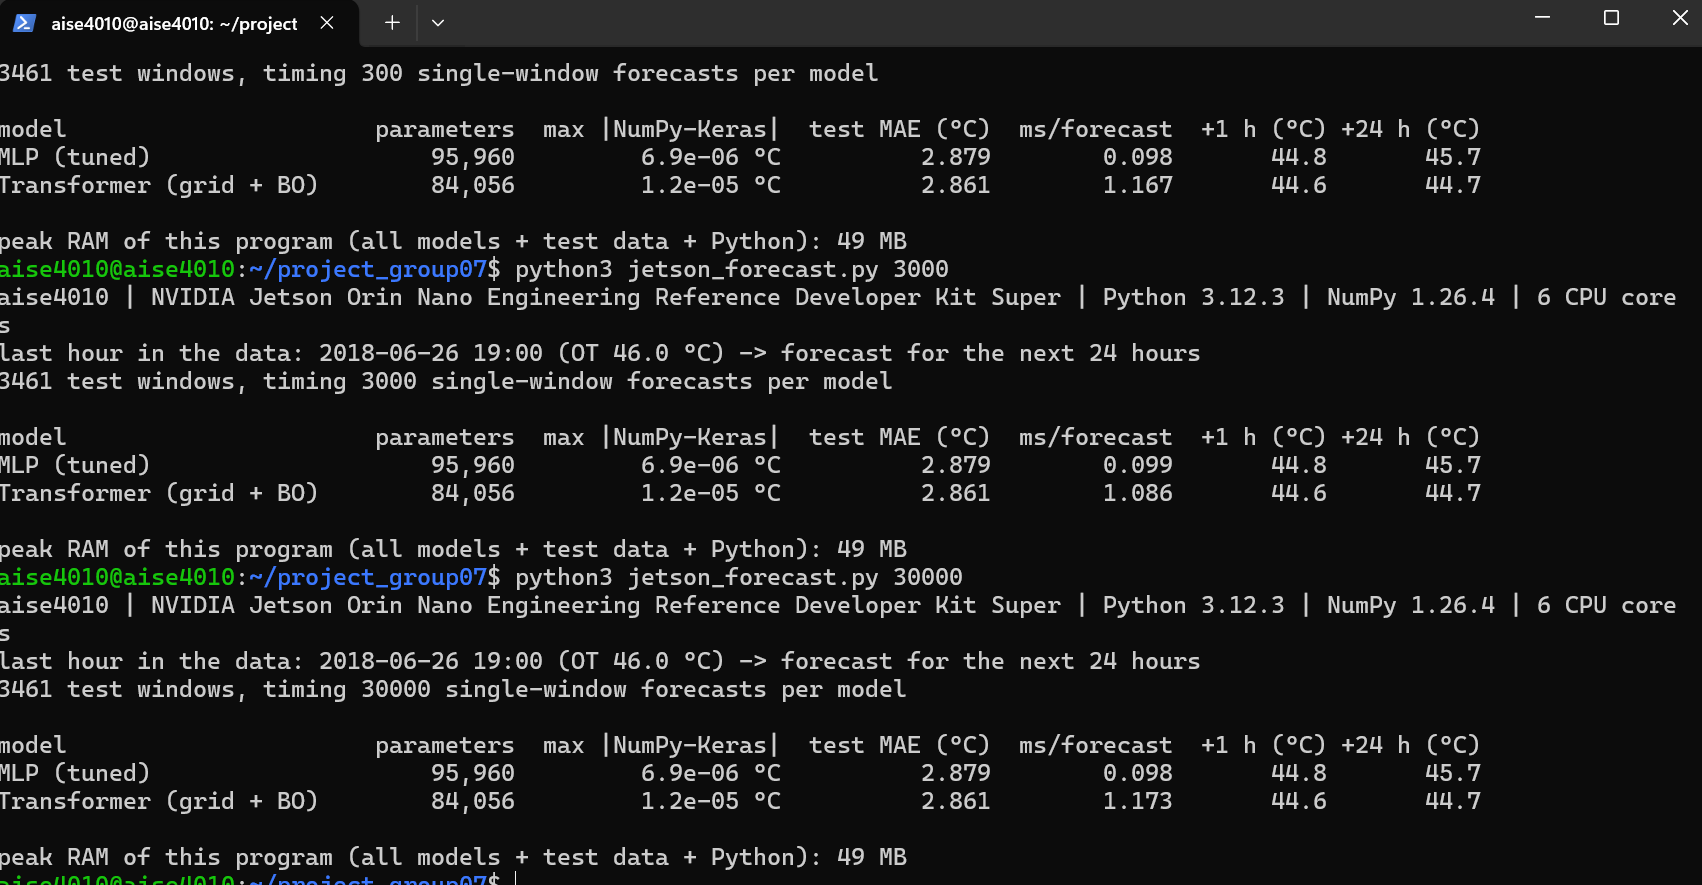 aise4010@aise4010: ~/project
3461 test windows, timing 300 single-window forecasts per model
model parameters max |NumPy-Keras| test MAE (°C) ms/forecast +1 h (°C) +24 h (°C)
MLP (tuned) 95,960 6.9e-06 °C 2.879 0.098 44.8 45.7
Transformer (grid + BO) 84,056 1.2e-05 °C 2.861 1.167 44.6 44.7
peak RAM of this program (all models + test data + Python): 49 MB
aise4010@aise4010:~/project_group07$ python3 jetson_forecast.py 3000
aise4010 | NVIDIA Jetson Orin Nano Engineering Reference Developer Kit Super | Python 3.12.3 | NumPy 1.26.4 | 6 CPU core
s
last hour in the data: 2018-06-26 19:00 (OT 46.0 °C) -> forecast for the next 24 hours
3461 test windows, timing 3000 single-window forecasts per model
model parameters max |NumPy-Keras| test MAE (°C) ms/forecast +1 h (°C) +24 h (°C)
MLP (tuned) 95,960 6.9e-06 °C 2.879 0.099 44.8 45.7
Transformer (grid + BO) 84,056 1.2e-05 °C 2.861 1.086 44.6 44.7
peak RAM of this program (all models + test data + Python): 49 MB
aise4010@aise4010:~/project_group07$ python3 jetson_forecast.py 30000
aise4010 | NVIDIA Jetson Orin Nano Engineering Reference Developer Kit Super | Python 3.12.3 | NumPy 1.26.4 | 6 CPU core
s
last hour in the data: 2018-06-26 19:00 (OT 46.0 °C) -> forecast for the next 24 hours
3461 test windows, timing 30000 single-window forecasts per model
model parameters max |NumPy-Keras| test MAE (°C) ms/forecast +1 h (°C) +24 h (°C)
MLP (tuned) 95,960 6.9e-06 °C 2.879 0.098 44.8 45.7
Transformer (grid + BO) 84,056 1.2e-05 °C 2.861 1.173 44.6 44.7
peak RAM of this program (all models + test data + Python): 49 MB
aise4010@aise4010:~/project_group07$